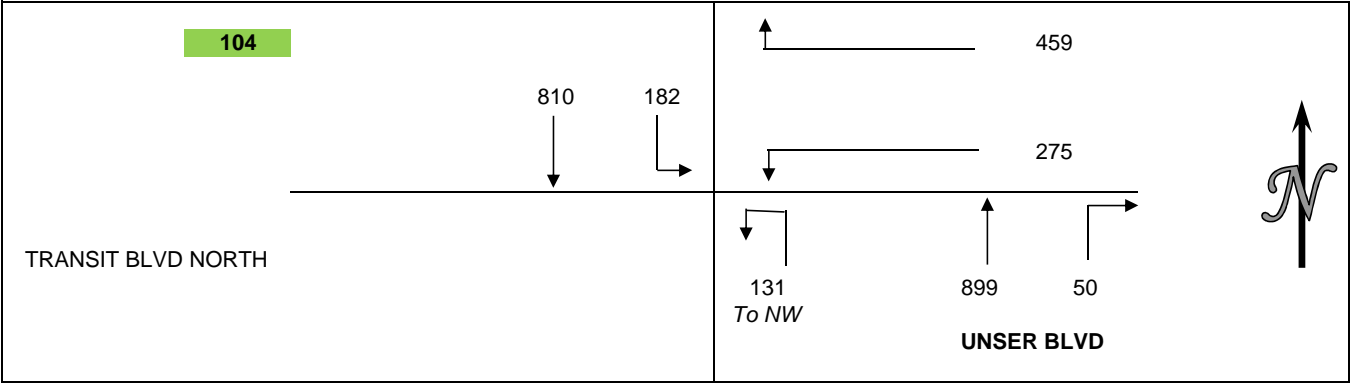 104
459
810
182
275
N
TRANSIT BLVD NORTH
131
899
50
To NW
UNSER BLVD